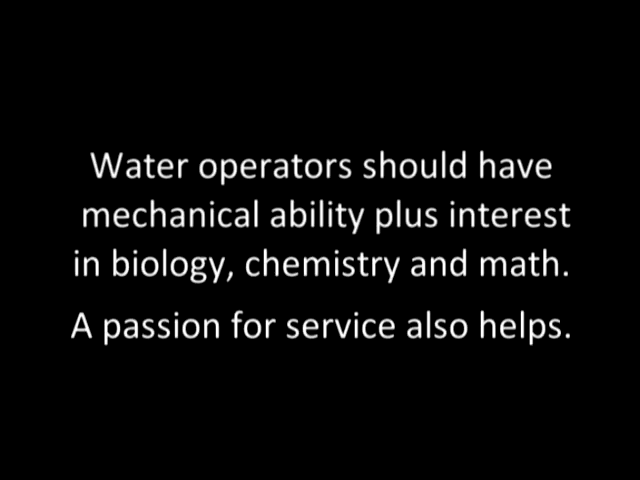 Water operators should have
mechanical ability plus interest
in biology, chemistry and math.
A passion for service also helps.